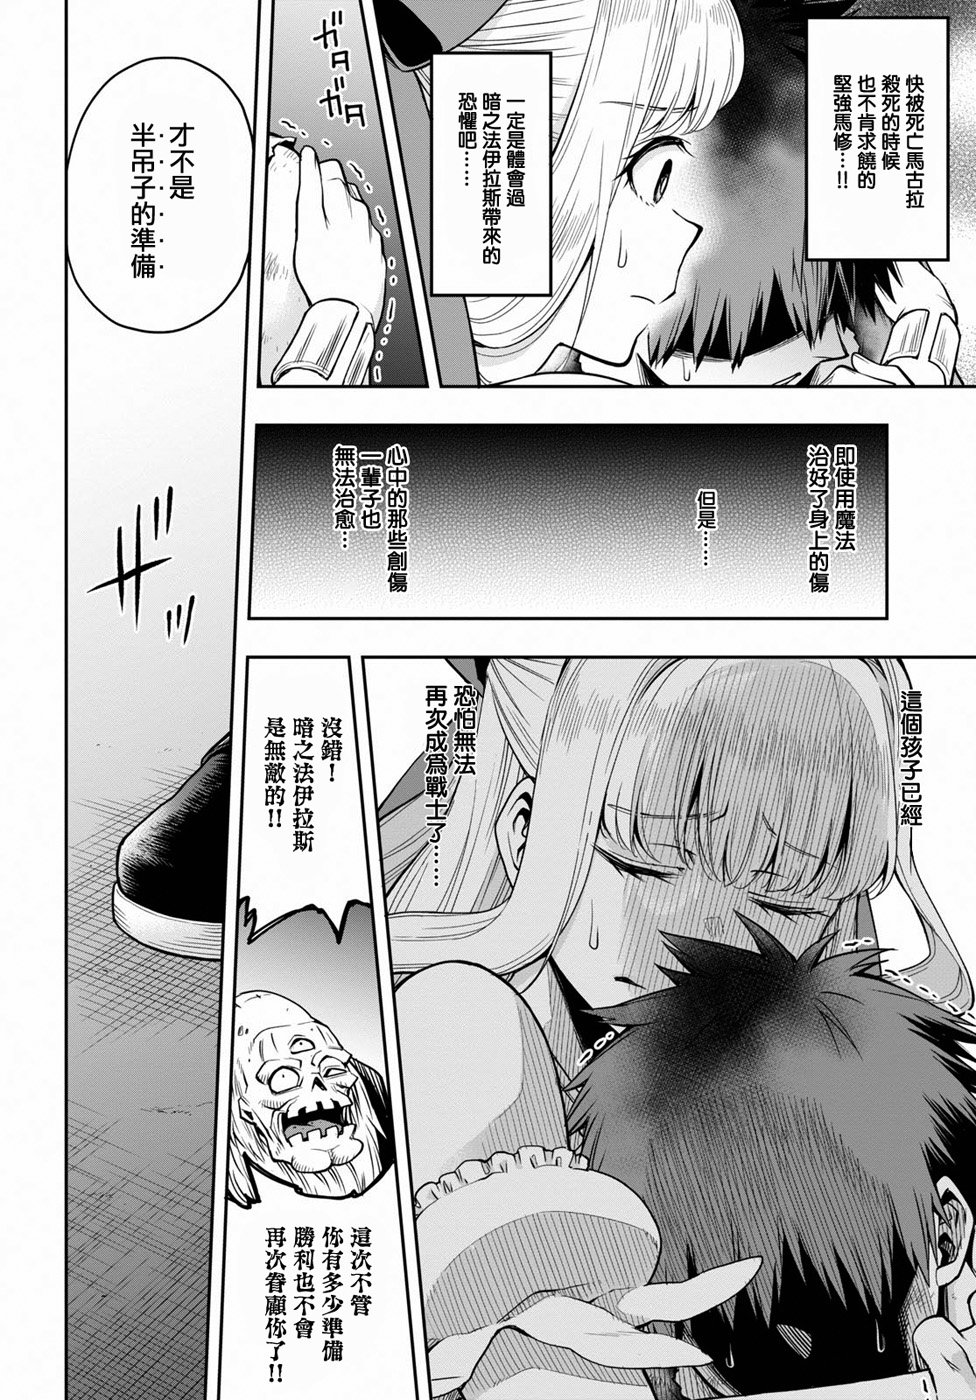 快被死亡馬古拉
殺死的時候
也不肯求饒的
堅強馬修…!!
一定是體會過
暗之法伊拉斯帶來的
恐懼吧……
ガタ
ガタ
即使用魔法
治好了身上的傷
但是……
心中的那些創傷
一輩子也
無法治愈…
這個孩子已經
恐怕無法
再次成爲戰士了……
沒錯!
暗之法伊拉斯
是無敵的!!
這次不管
你有多少準備
勝利也不會
再次眷顧你了!!
才不是
半吊子的準備
ザッ